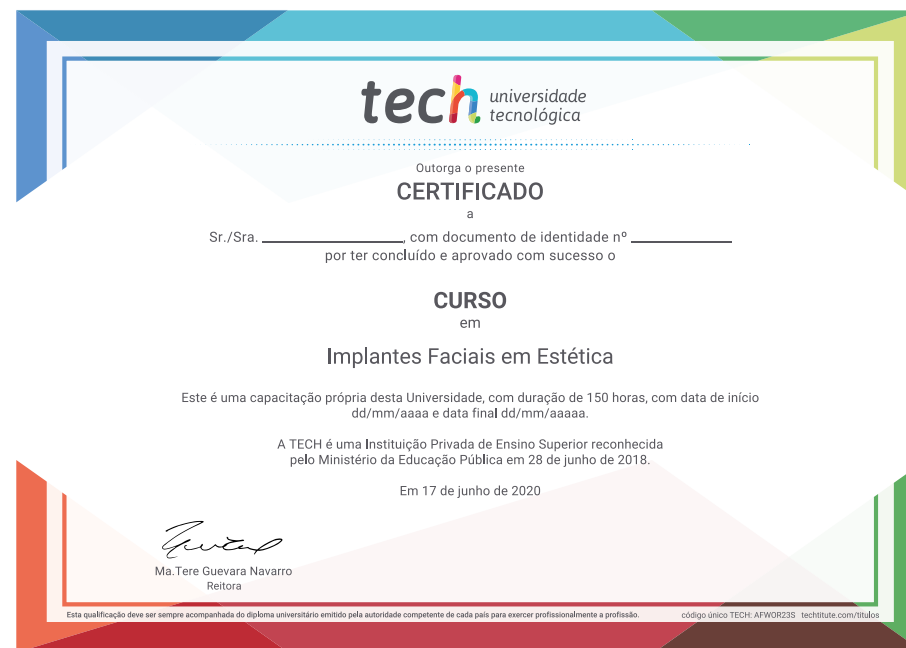 tech universidade
tecnológica
Outorga o presente
CERTIFICADO
a
Sr./Sra. ____________, com documento de identidade nº _________
por ter concluído e aprovado com sucesso o
CURSO
em
Implantes Faciais em Estética
Este é uma capacitação própria desta Universidade, com duração de 150 horas, com data de início
dd/mm/aaaa e data final dd/mm/aaaaa.
A TECH é uma Instituição Privada de Ensino Superior reconhecida
pelo Ministério da Educação Pública em 28 de junho de 2018.
Em 17 de junho de 2020
Ma.Tere Guevara Navarro
Reitora
Esta qualificação deve ser sempre acompanhada do diploma universitário emitido pela autoridade competente de cada país para exercer profissionalmente a profissão. código único TECH: AFWOR23S techtitute.com/titulos